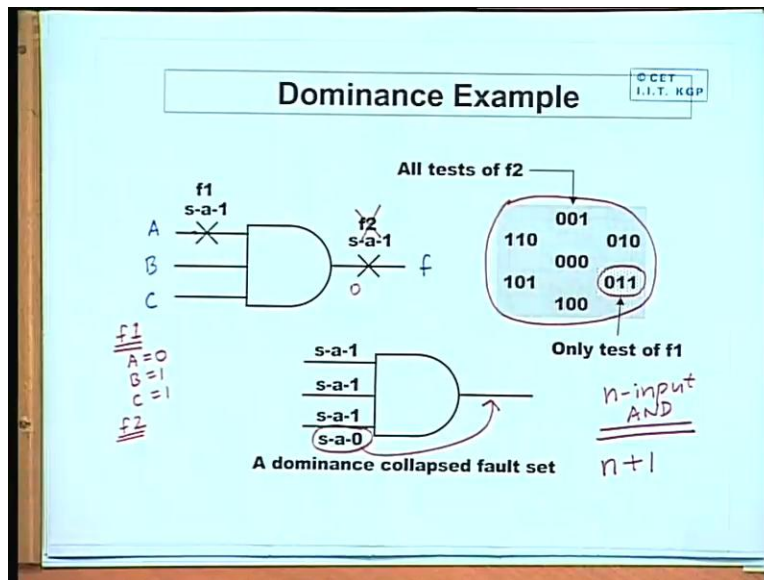 Dominance Example
© CET
I.I.T. KGP
All tests of f2
f1
s-a-1
f2
s-a-1
A
B
C
f
0
001
110
010
000
101
011
100
Only test of f1
f1
A=0
B=1
C=1
f2
s-a-1
s-a-1
s-a-1
s-a-0
A dominance collapsed fault set
n-input
AND
n+1